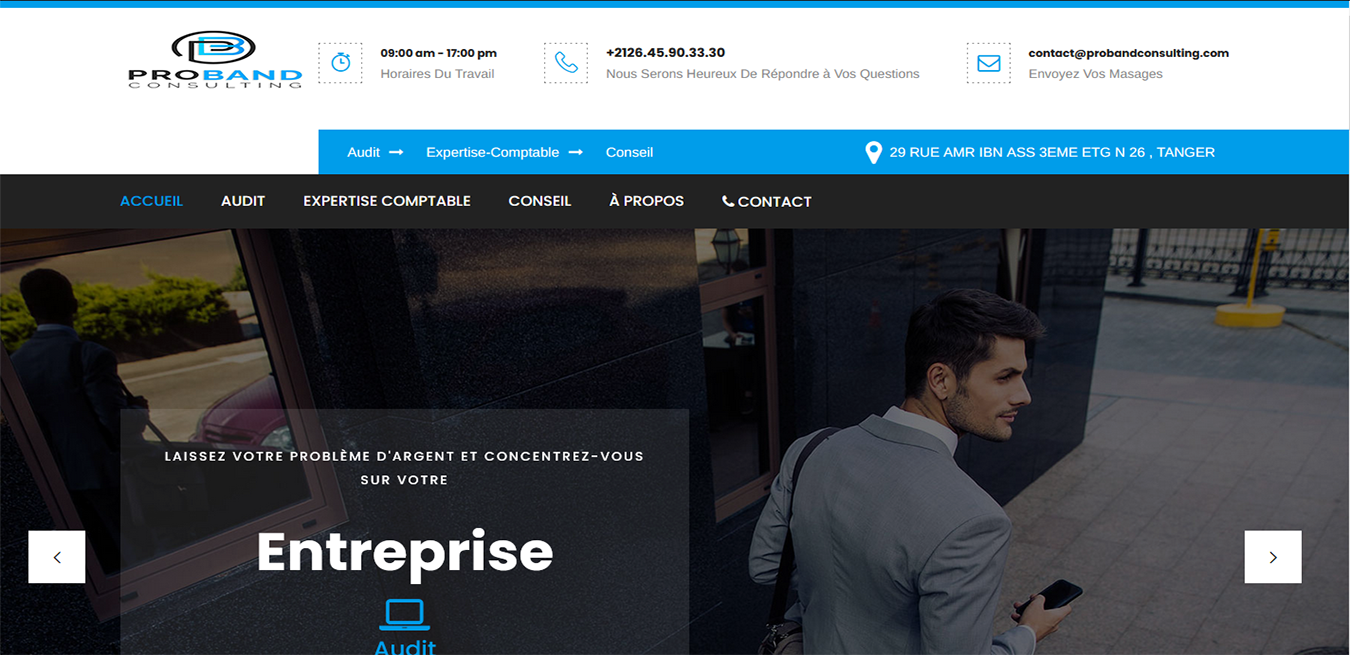 PROBAND
CONSULTING
09:00 am - 17:00 pm
Horaires Du Travail
+2126.45.90.33.30
Nous Serons Heureux De Répondre à Vos Questions
contact@probandconsulting.com
Envoyez Vos Masages
Audit → Expertise-Comptable → Conseil
29 RUE AMR IBN ASS 3EME ETG N 26 , TANGER
ACCUEIL AUDIT EXPERTISE COMPTABLE CONSEIL À PROPOS CONTACT
LAISSEZ VOTRE PROBLÈME D'ARGENT ET CONCENTREZ-VOUS
SUR VOTRE
Entreprise
Audit